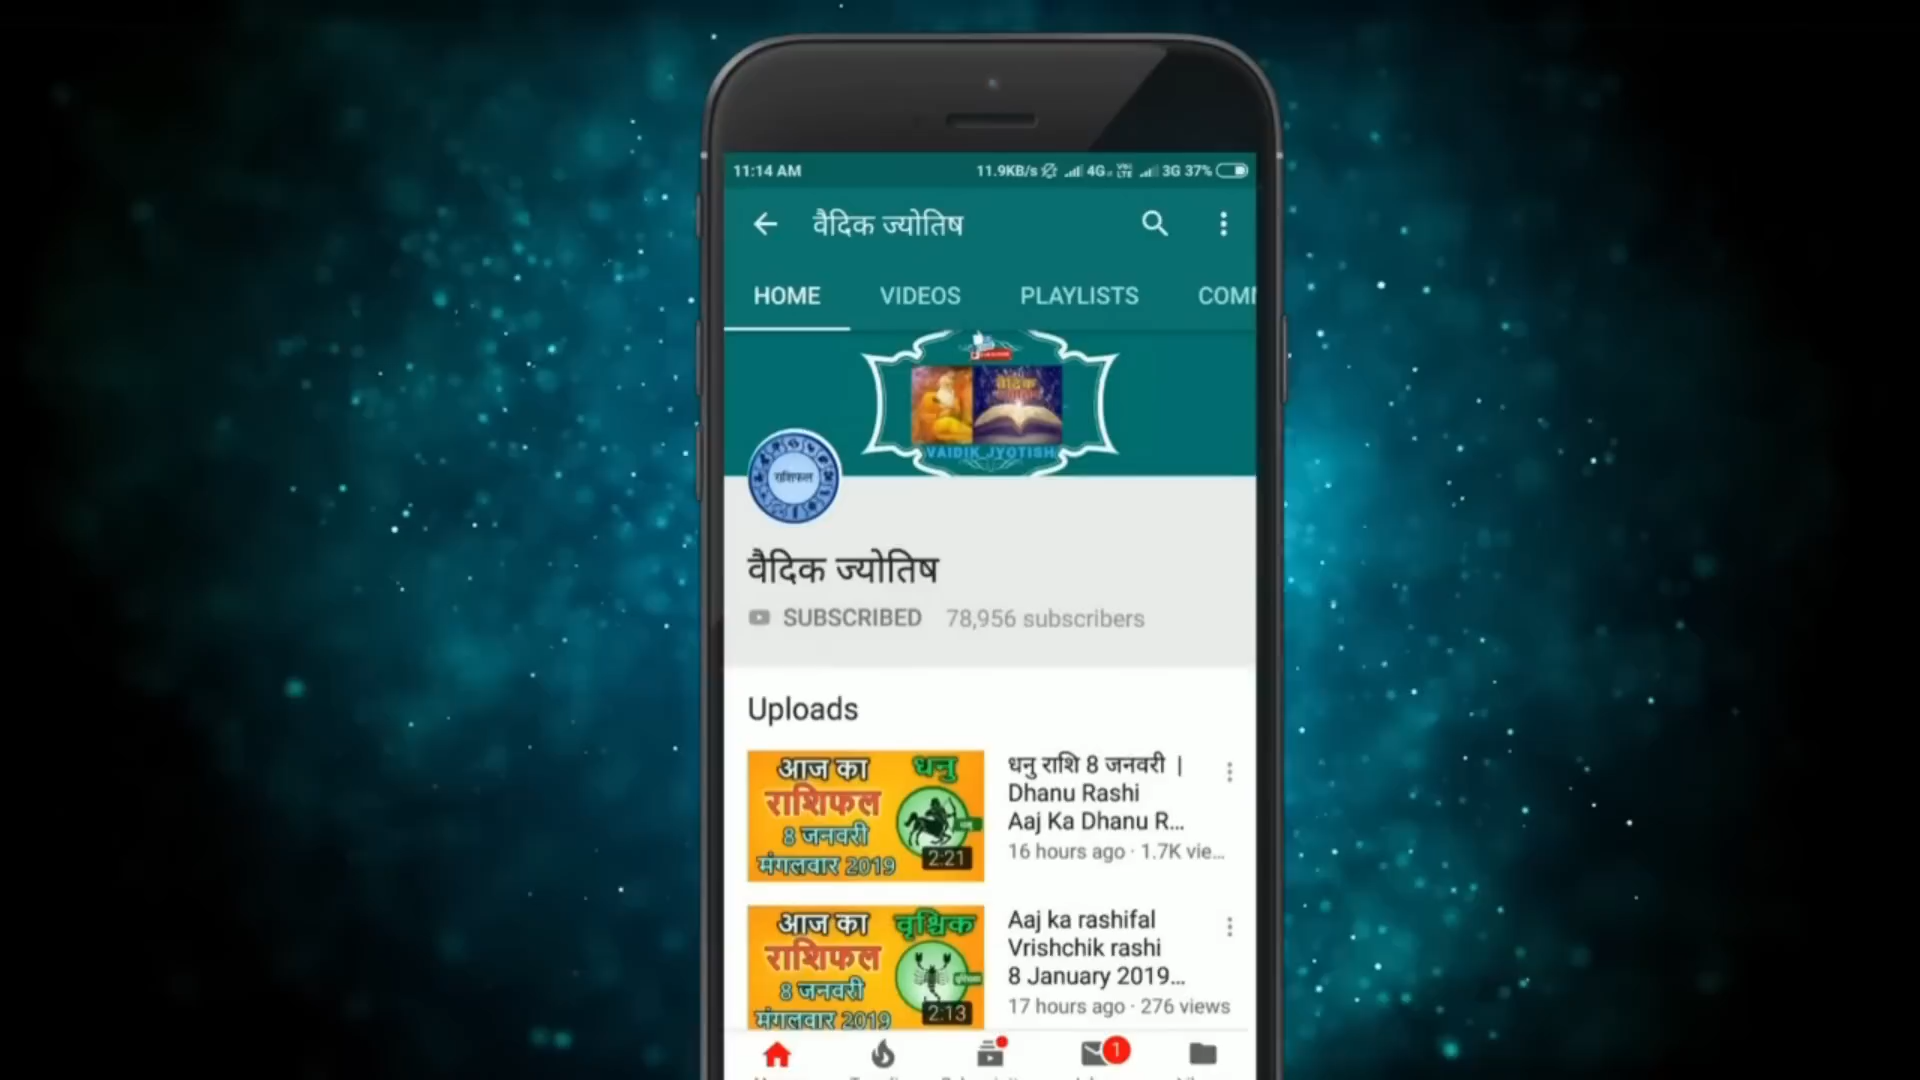 11:14 AM 11.9KB/s 4G VoLTE 3G 37%
वैदिक ज्योतिष
HOME VIDEOS PLAYLISTS COMM
वैदिक
VAIDIK JYOTISH
राशिफल
वैदिक ज्योतिष
SUBSCRIBED 78,956 subscribers
Uploads
आज का धनु
राशिफल
8 जनवरी
मंगलवार 2019
2:21
धनु राशि 8 जनवरी |
Dhanu Rashi
Aaj Ka Dhanu R...
16 hours ago · 1.7K vie...
आज का वृश्चिक
राशिफल
8 जनवरी
मंगलवार 2019
2:13
Aaj ka rashifal
Vrishchik rashi
8 January 2019...
17 hours ago · 276 views
1